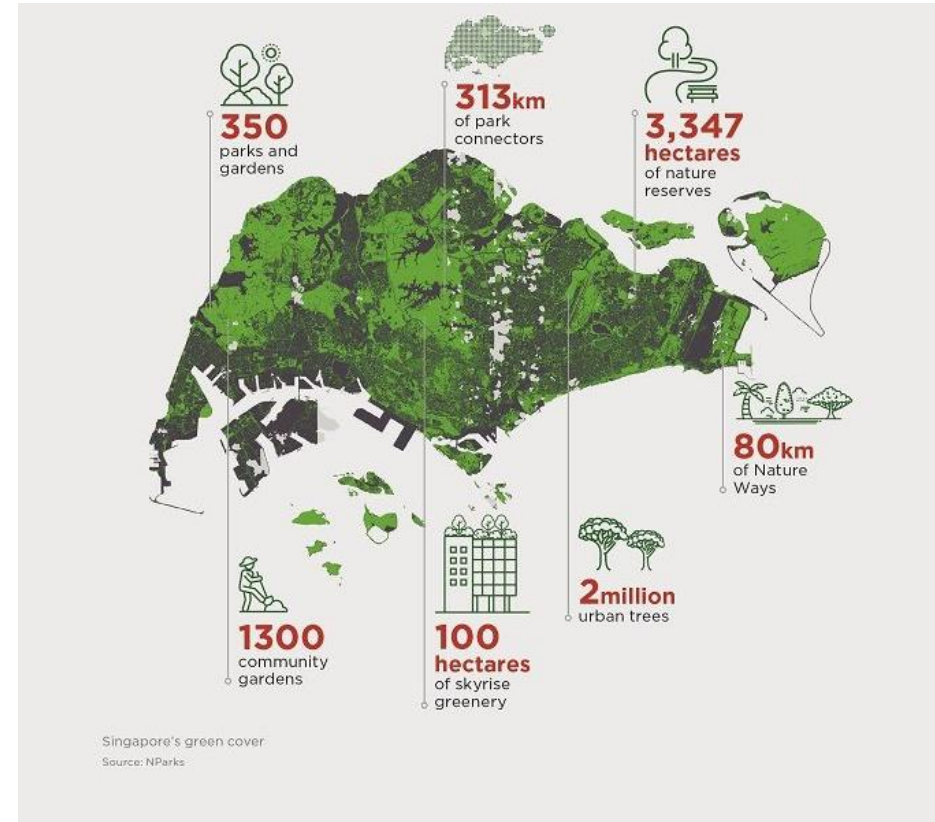 350
parks and
gardens
313km
of park
connectors
3,347
hectares
of nature
reserves
80km
of Nature
Ways
2million
urban trees
1300
community
gardens
100
hectares
of skyrise
greenery
Singapore's green cover
Source: NParks